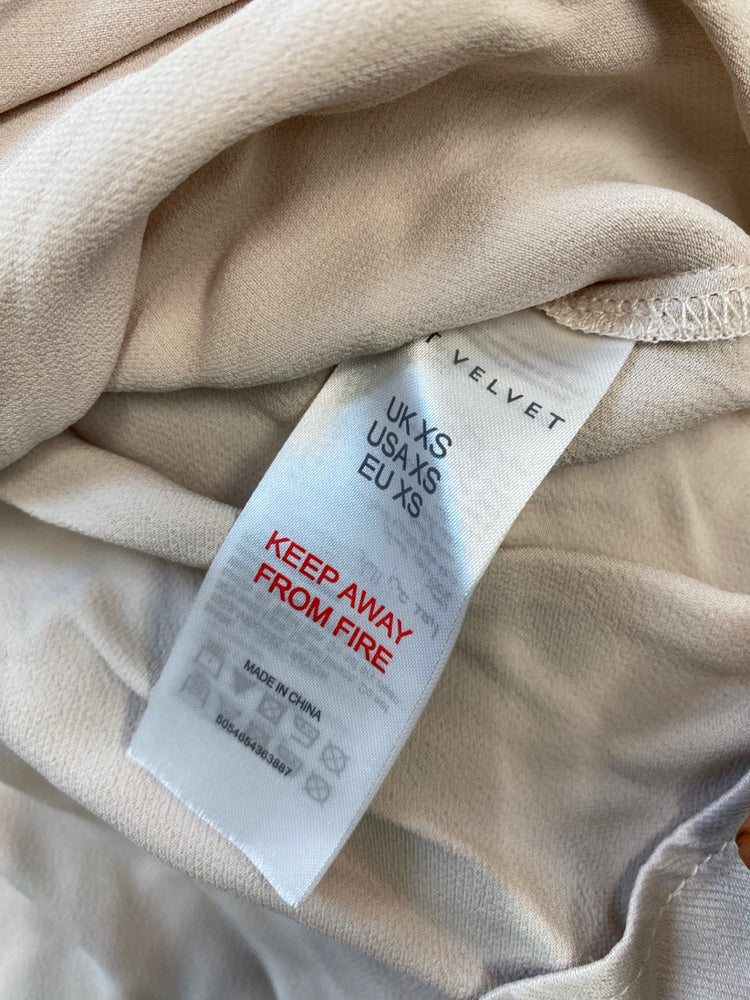 VELVET
UK XS
USA XS
EU XS
KEEP AWAY
FROM FIRE
MADE IN CHINA
5054654363887